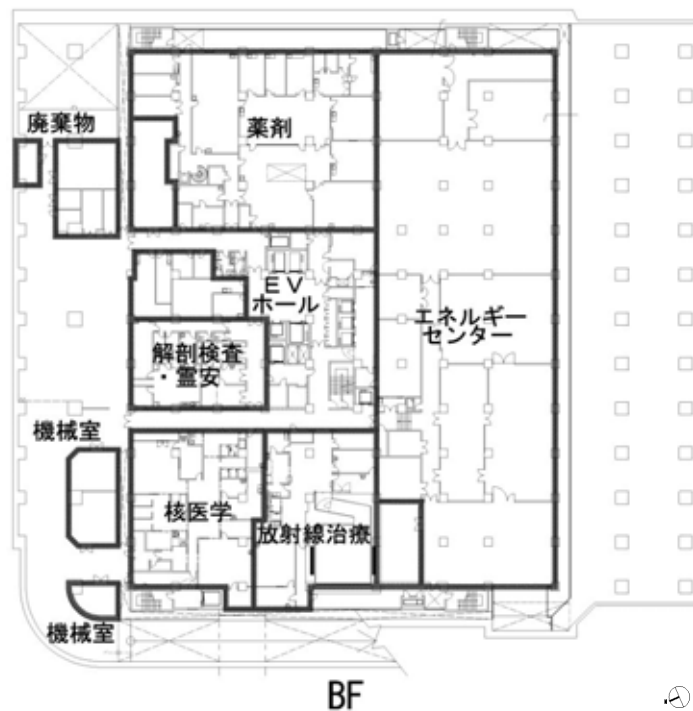 廃棄物
薬剤
ＥＶ
ホール
エネルギー
センター
解剖検査
・霊安
機械室
核医学
放射線治療
機械室
BF